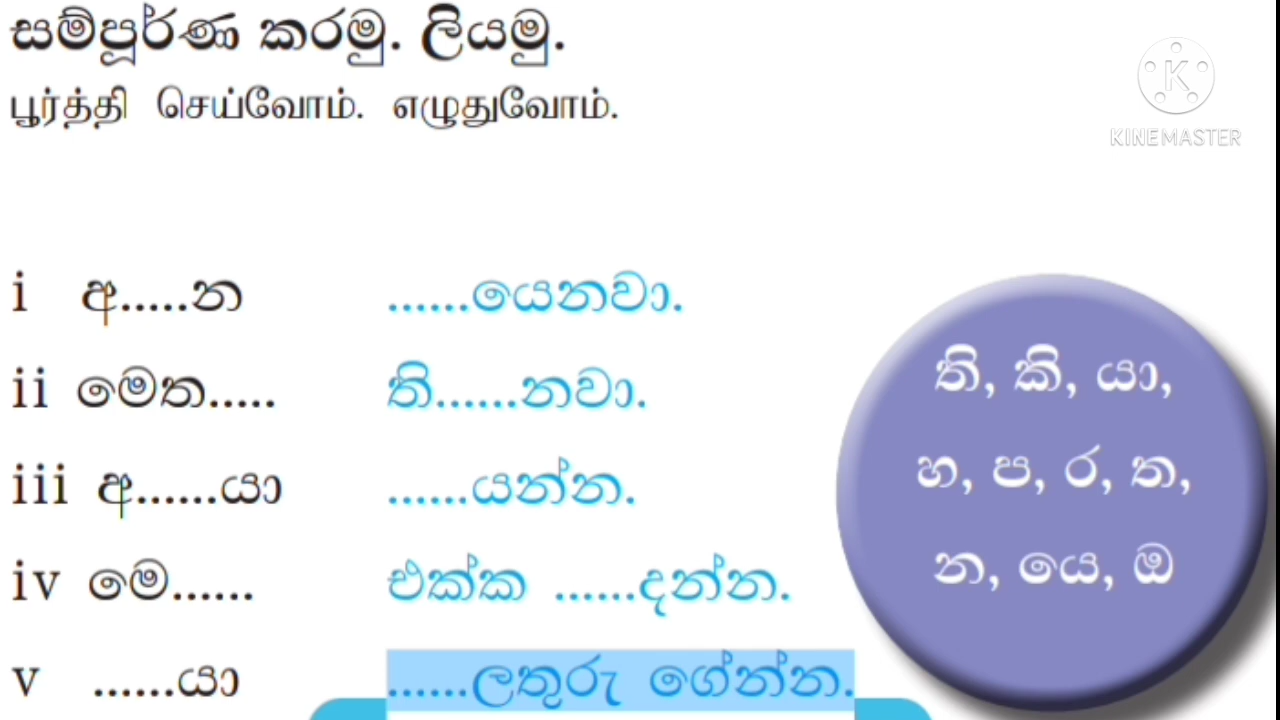 සම්පූර්ණ කරමු. ලියමු.
பூர்த்தி செய்வோம். எழுதுவோம்.
K
KINEMASTER
i අ.....න ......යෙනවා.
ii මෙත..... ති......නවා.
iii අ......යා ......යන්න.
iv මෙ...... එක්ක ......දන්න.
v ......යා ......ලතුරු ගේන්න.
ති, කි, යා,
හ, ප, ර, ත,
න, යෙ, ඔ